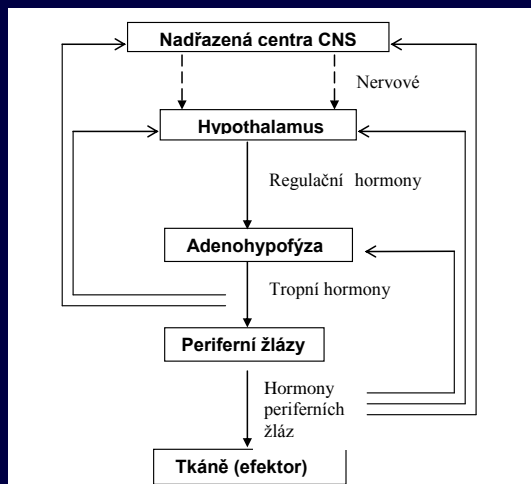 Nadřazená centra CNS
Nervové
Hypothalamus
Regulační hormony
Adenohypofýza
Tropní hormony
Periferní žlázy
Hormony
periferních
žláz
Tkáně (efektor)